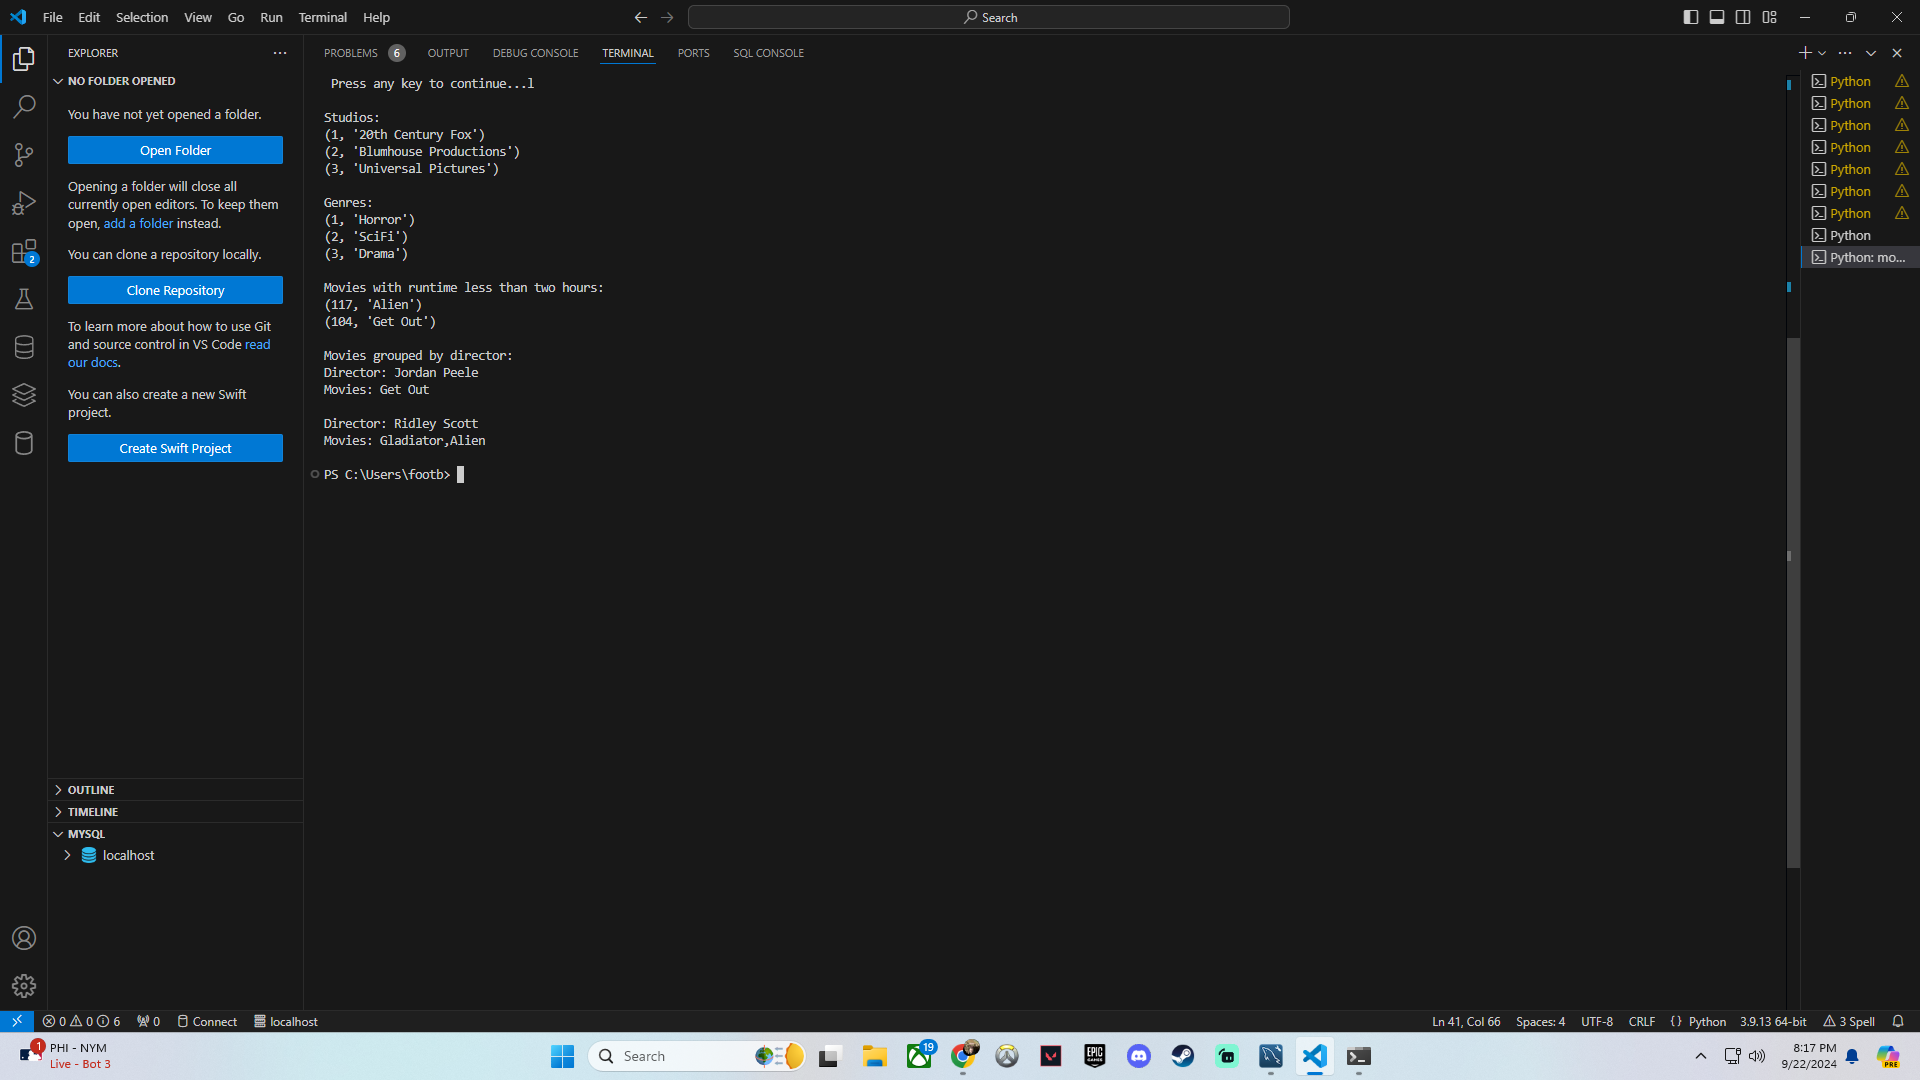 File Edit Selection View Go Run Terminal Help
Search
EXPLORER
NO FOLDER OPENED
You have not yet opened a folder.
Open Folder
Opening a folder will close all
currently open editors. To keep them
open, add a folder instead.
You can clone a repository locally.
Clone Repository
To learn more about how to use Git
and source control in VS Code read
our docs.
You can also create a new Swift
project.
Create Swift Project
OUTLINE
TIMELINE
MYSQL
localhost
PROBLEMS 6 OUTPUT DEBUG CONSOLE TERMINAL PORTS SQL CONSOLE
Press any key to continue...l
Studios:
(1, '20th Century Fox')
(2, 'Blumhouse Productions')
(3, 'Universal Pictures')
Genres:
(1, 'Horror')
(2, 'SciFi')
(3, 'Drama')
Movies with runtime less than two hours:
(117, 'Alien')
(104, 'Get Out')
Movies grouped by director:
Director: Jordan Peele
Movies: Get Out
Director: Ridley Scott
Movies: Gladiator,Alien
PS C:\Users\footb>
Python
Python
Python
Python
Python
Python
Python
Python
Python: mo...
2
0 0 6 0 Connect localhost
Ln 41, Col 66 Spaces: 4 UTF-8 CRLF {} Python 3.9.13 64-bit 3 Spell
1
PHI - NYM
Live - Bot 3
Search
19
EPIC GAMES
8:17 PM
9/22/2024
PRE